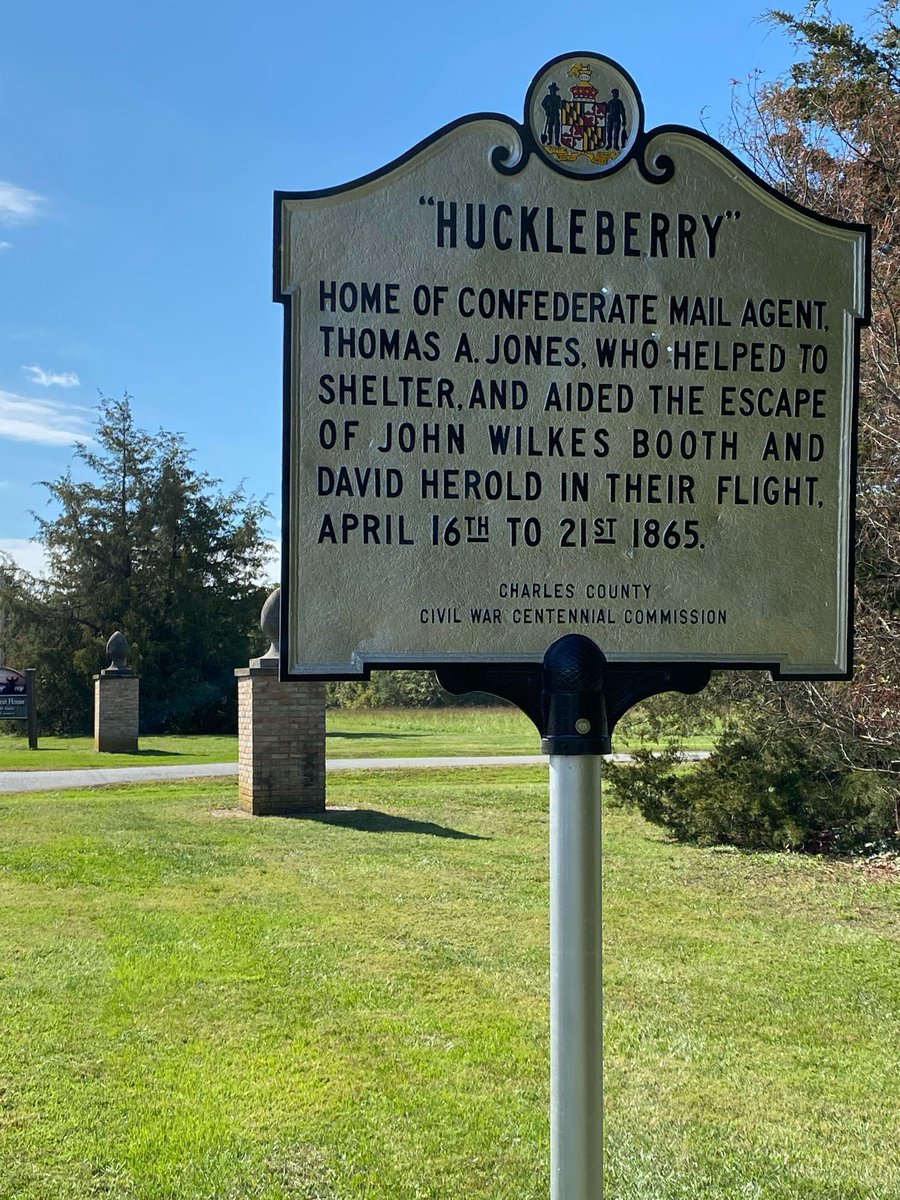 "HUCKLEBERRY"
HOME OF CONFEDERATE MAIL AGENT,
THOMAS A. JONES, WHO HELPED TO
SHELTER, AND AIDED THE ESCAPE
OF JOHN WILKES BOOTH AND
DAVID HEROLD IN THEIR FLIGHT,
APRIL 16TH TO 21ST 1865.
CHARLES COUNTY
CIVIL WAR CENTENNIAL COMMISSION
House